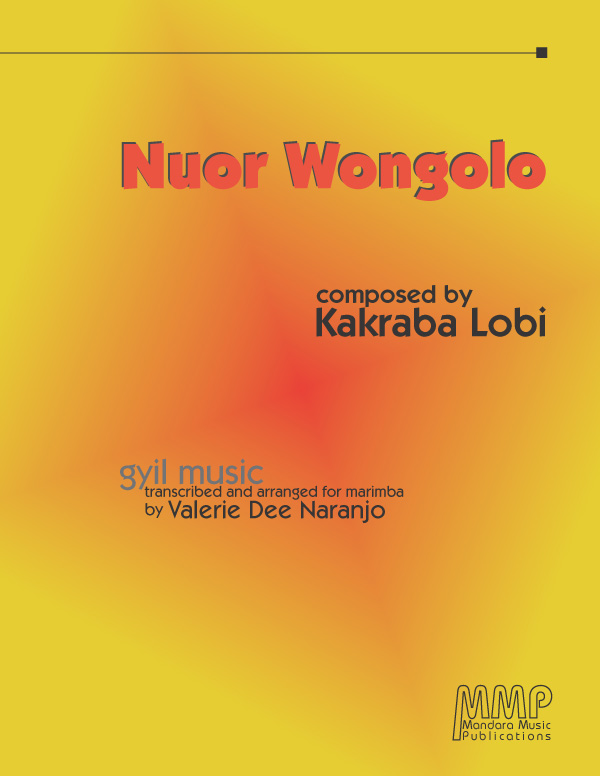 Nuor Wongolo
composed by
Kakraba Lobi
gyil music
transcribed and arranged for marimba
by Valerie Dee Naranjo
MMP
Mandara Music
Publications